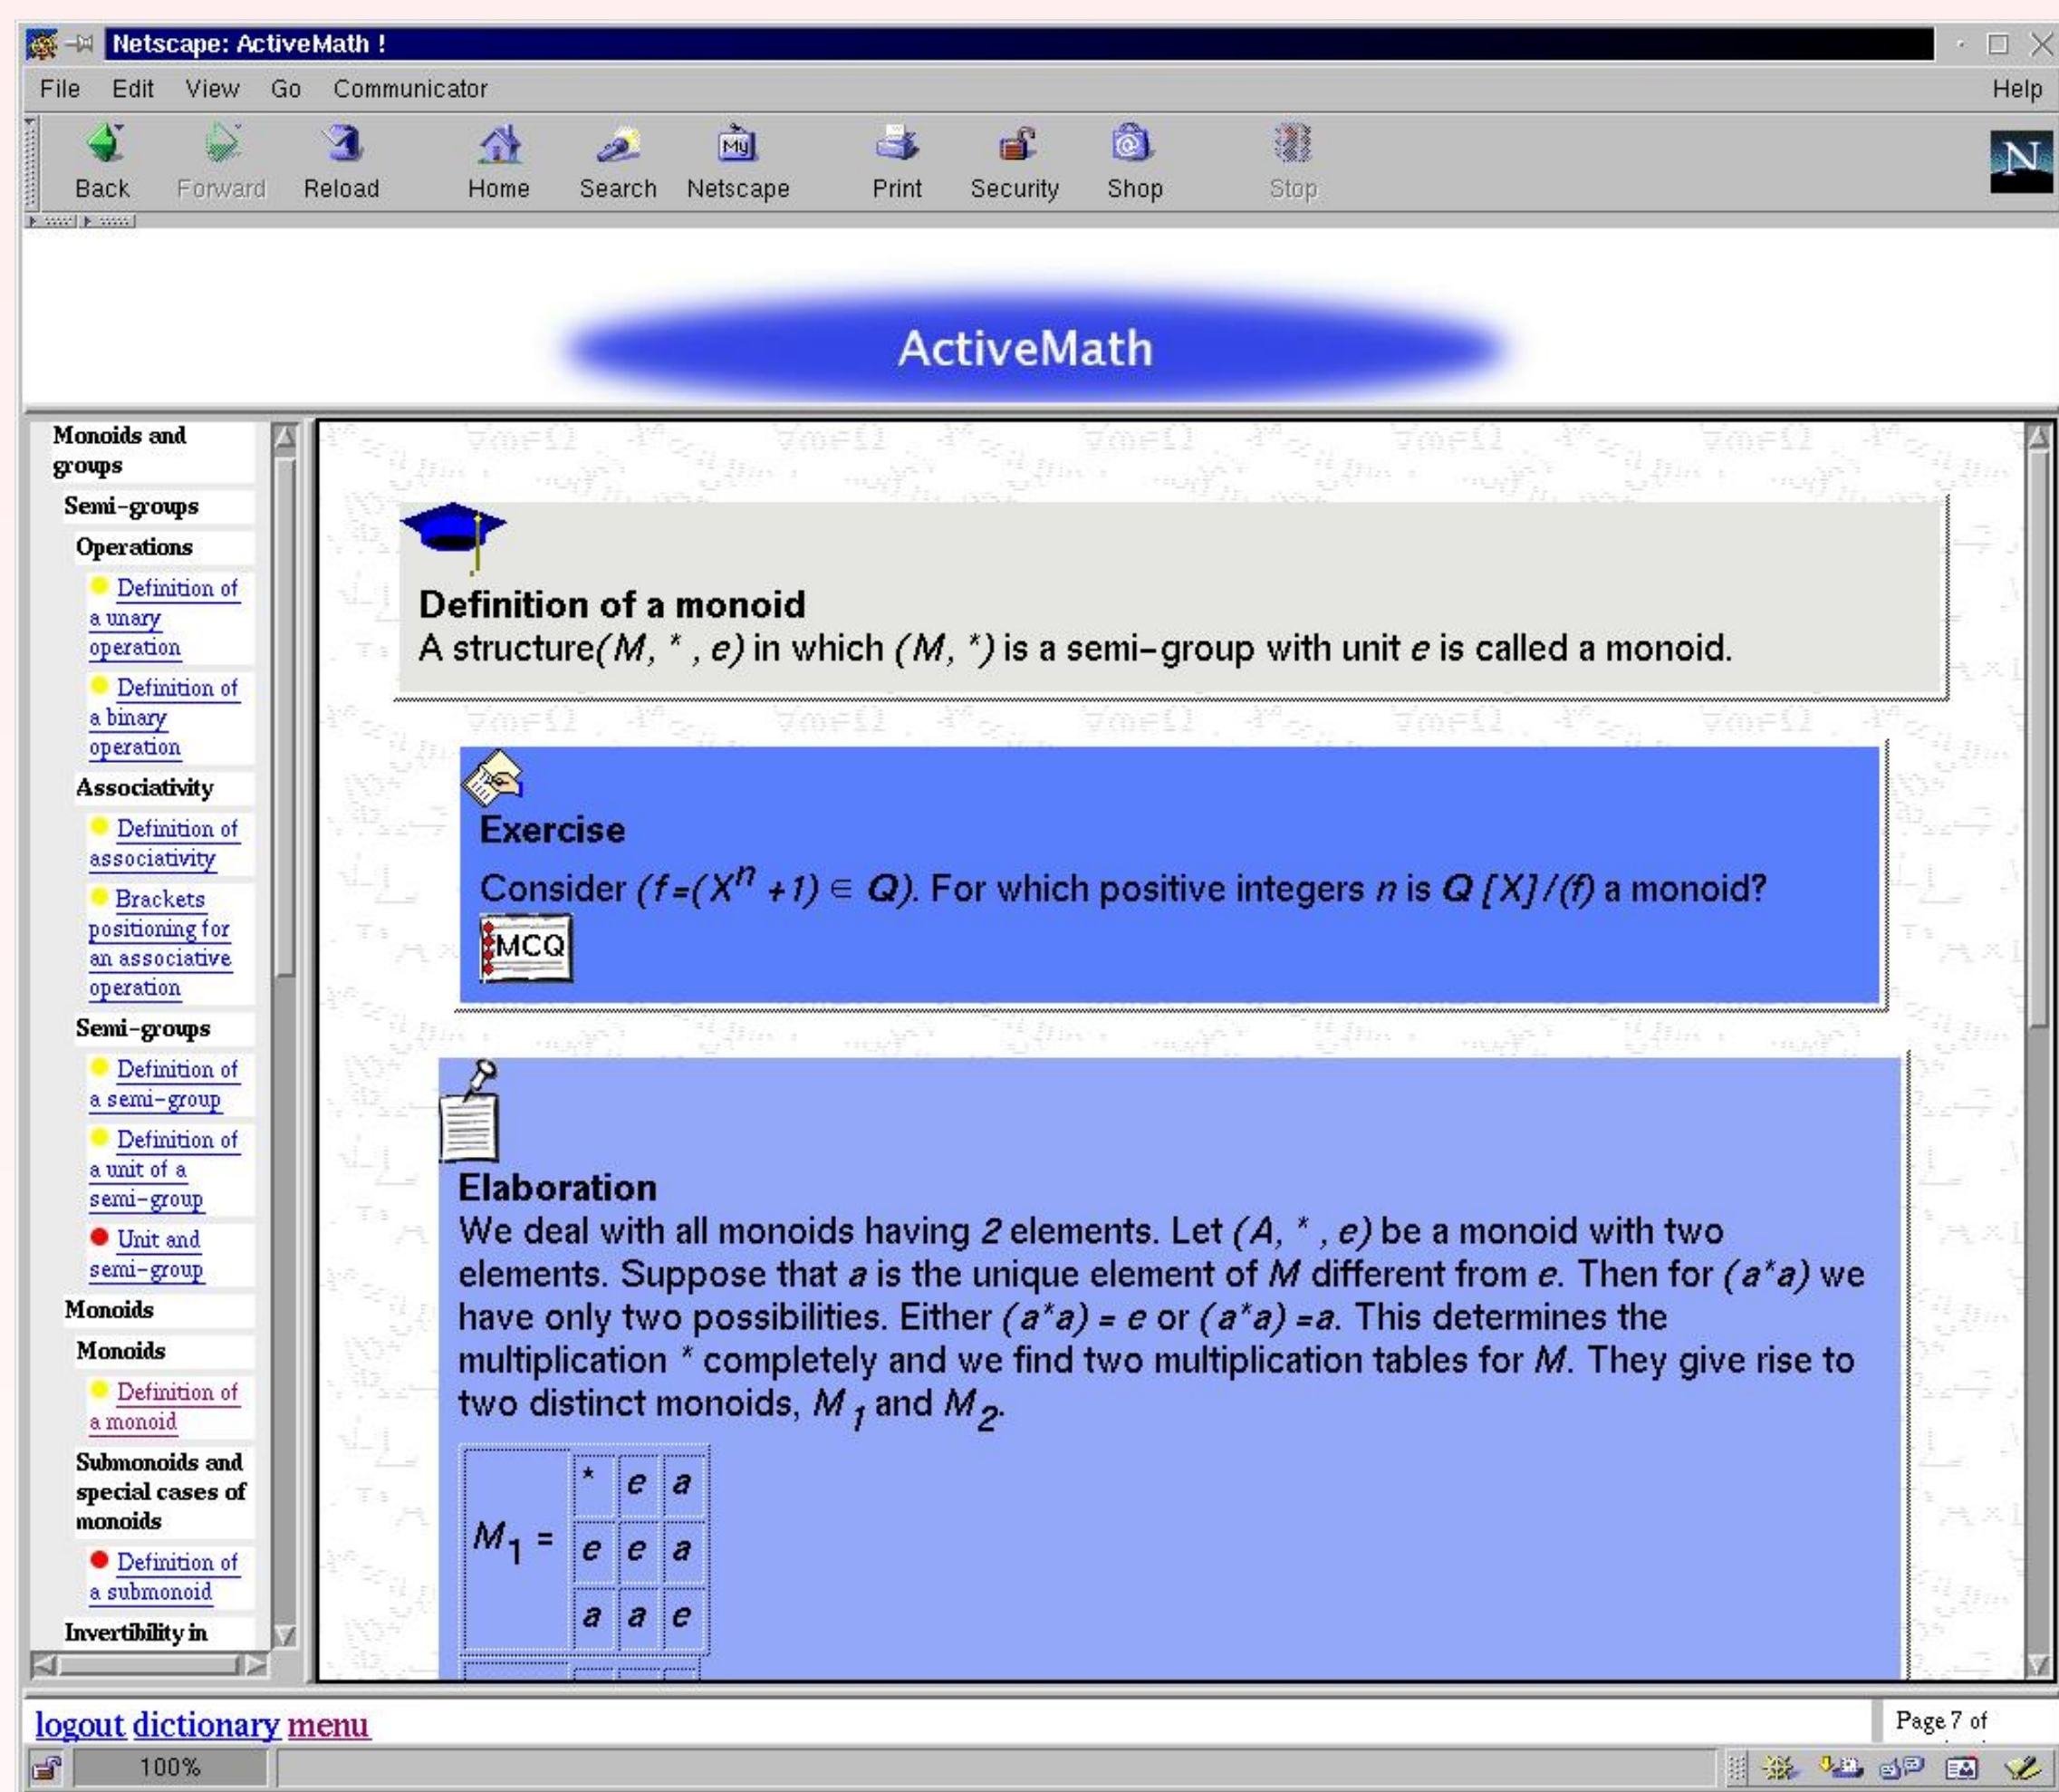 Netscape: ActiveMath !
File Edit View Go Communicator Help
Back Forward Reload Home Search Netscape Print Security Shop Stop
My
N
ActiveMath
Monoids and
groups
Semi-groups
Operations
Definition of
a unary
operation
Definition of
a binary
operation
Associativity
Definition of
associativity
Brackets
positioning for
an associative
operation
Semi-groups
Definition of
a semi-group
Definition of
a unit of a
semi-group
Unit and
semi-group
Monoids
Monoids
Definition of
a monoid
Submonoids and
special cases of
monoids
Definition of
a submonoid
Invertibility in
Definition of a monoid
A structure(M, * , e) in which (M, *) is a semi-group with unit e is called a monoid.
Exercise
Consider (f=(Xⁿ +1) ∈ Q). For which positive integers n is Q [X]/(f) a monoid?
MCQ
Elaboration
We deal with all monoids having 2 elements. Let (A, * , e) be a monoid with two
elements. Suppose that a is the unique element of M different from e. Then for (a*a) we
have only two possibilities. Either (a*a) = e or (a*a) =a. This determines the
multiplication * completely and we find two multiplication tables for M. They give rise to
two distinct monoids, M₁ and M₂.
* e a
M₁ = e e a
a a e
logout dictionary menu
Page 7 of
100%